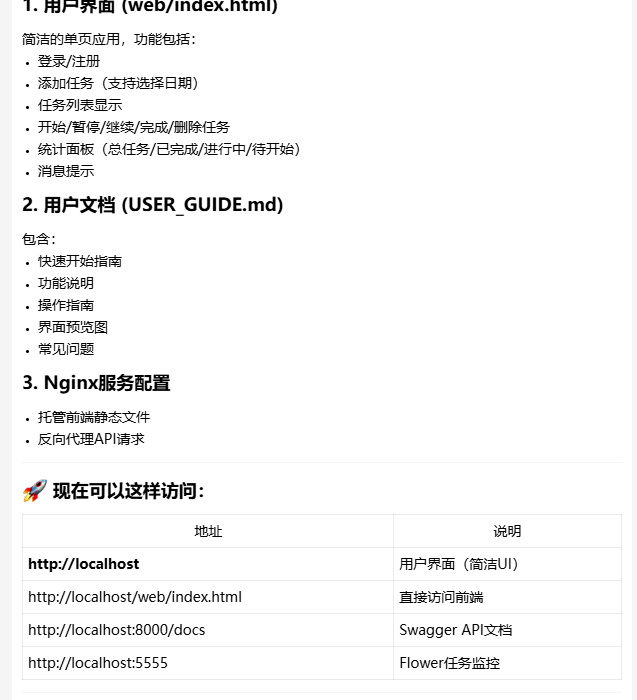 1. 用户界面 (web/index.html)
简洁的单页应用，功能包括：
• 登录/注册
• 添加任务（支持选择日期）
• 任务列表显示
• 开始/暂停/继续/完成/删除任务
• 统计面板（总任务/已完成/进行中/待开始）
• 消息提示
2. 用户文档 (USER_GUIDE.md)
包含：
• 快速开始指南
• 功能说明
• 操作指南
• 界面预览图
• 常见问题
3. Nginx服务配置
• 托管前端静态文件
• 反向代理API请求
🚀 现在可以这样访问：
地址 说明
http://localhost 用户界面（简洁UI）
http://localhost/web/index.html 直接访问前端
http://localhost:8000/docs Swagger API文档
http://localhost:5555 Flower任务监控